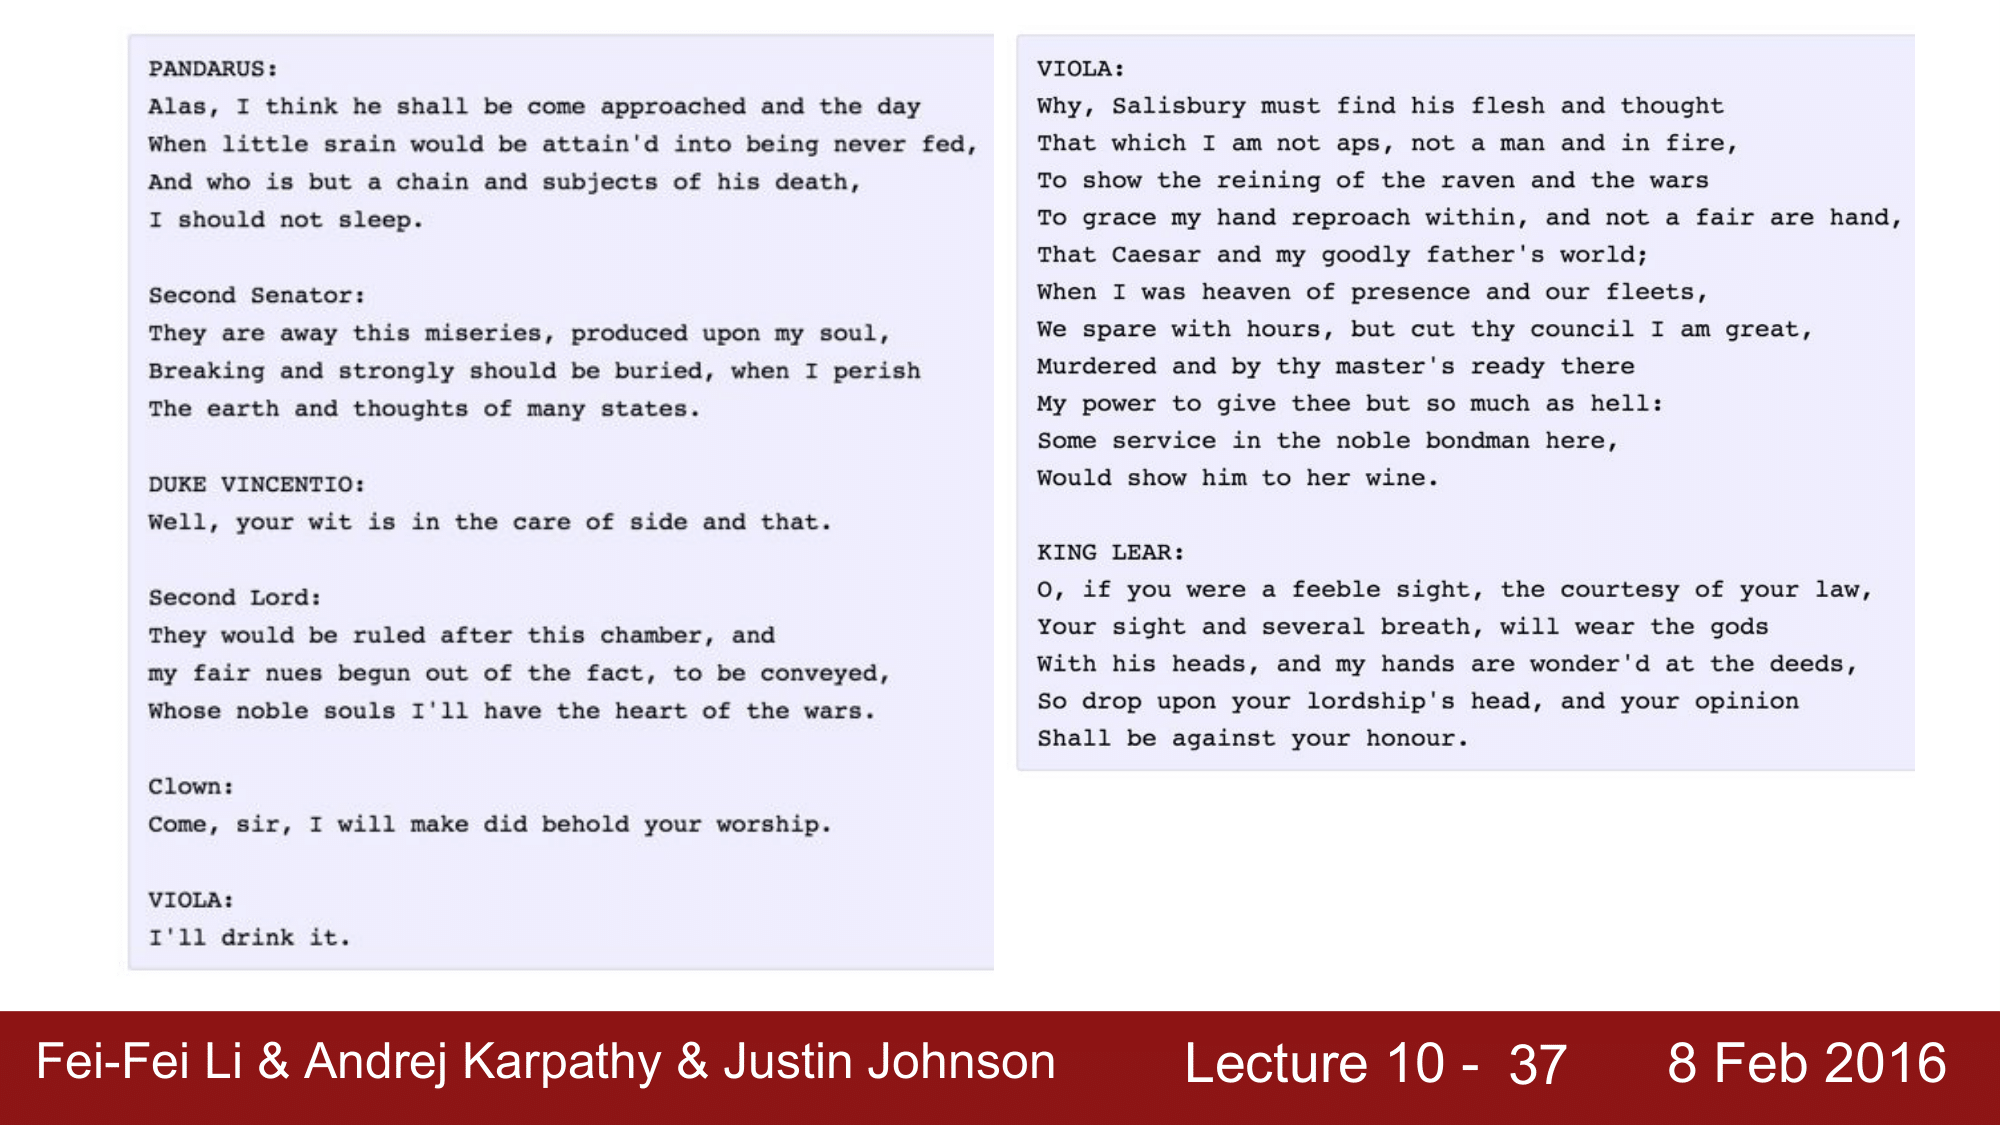 PANDARUS:
Alas, I think he shall be come approached and the day
When little srain would be attain'd into being never fed,
And who is but a chain and subjects of his death,
I should not sleep.
Second Senator:
They are away this miseries, produced upon my soul,
Breaking and strongly should be buried, when I perish
The earth and thoughts of many states.
DUKE VINCENTIO:
Well, your wit is in the care of side and that.
Second Lord:
They would be ruled after this chamber, and
my fair nues begun out of the fact, to be conveyed,
Whose noble souls I'll have the heart of the wars.
Clown:
Come, sir, I will make did behold your worship.
VIOLA:
I'll drink it.
VIOLA:
Why, Salisbury must find his flesh and thought
That which I am not aps, not a man and in fire,
To show the reining of the raven and the wars
To grace my hand reproach within, and not a fair are hand,
That Caesar and my goodly father's world;
When I was heaven of presence and our fleets,
We spare with hours, but cut thy council I am great,
Murdered and by thy master's ready there
My power to give thee but so much as hell:
Some service in the noble bondman here,
Would show him to her wine.
KING LEAR:
O, if you were a feeble sight, the courtesy of your law,
Your sight and several breath, will wear the gods
With his heads, and my hands are wonder'd at the deeds,
So drop upon your lordship's head, and your opinion
Shall be against your honour.
Fei-Fei Li & Andrej Karpathy & Justin Johnson Lecture 10 - 37 8 Feb 2016